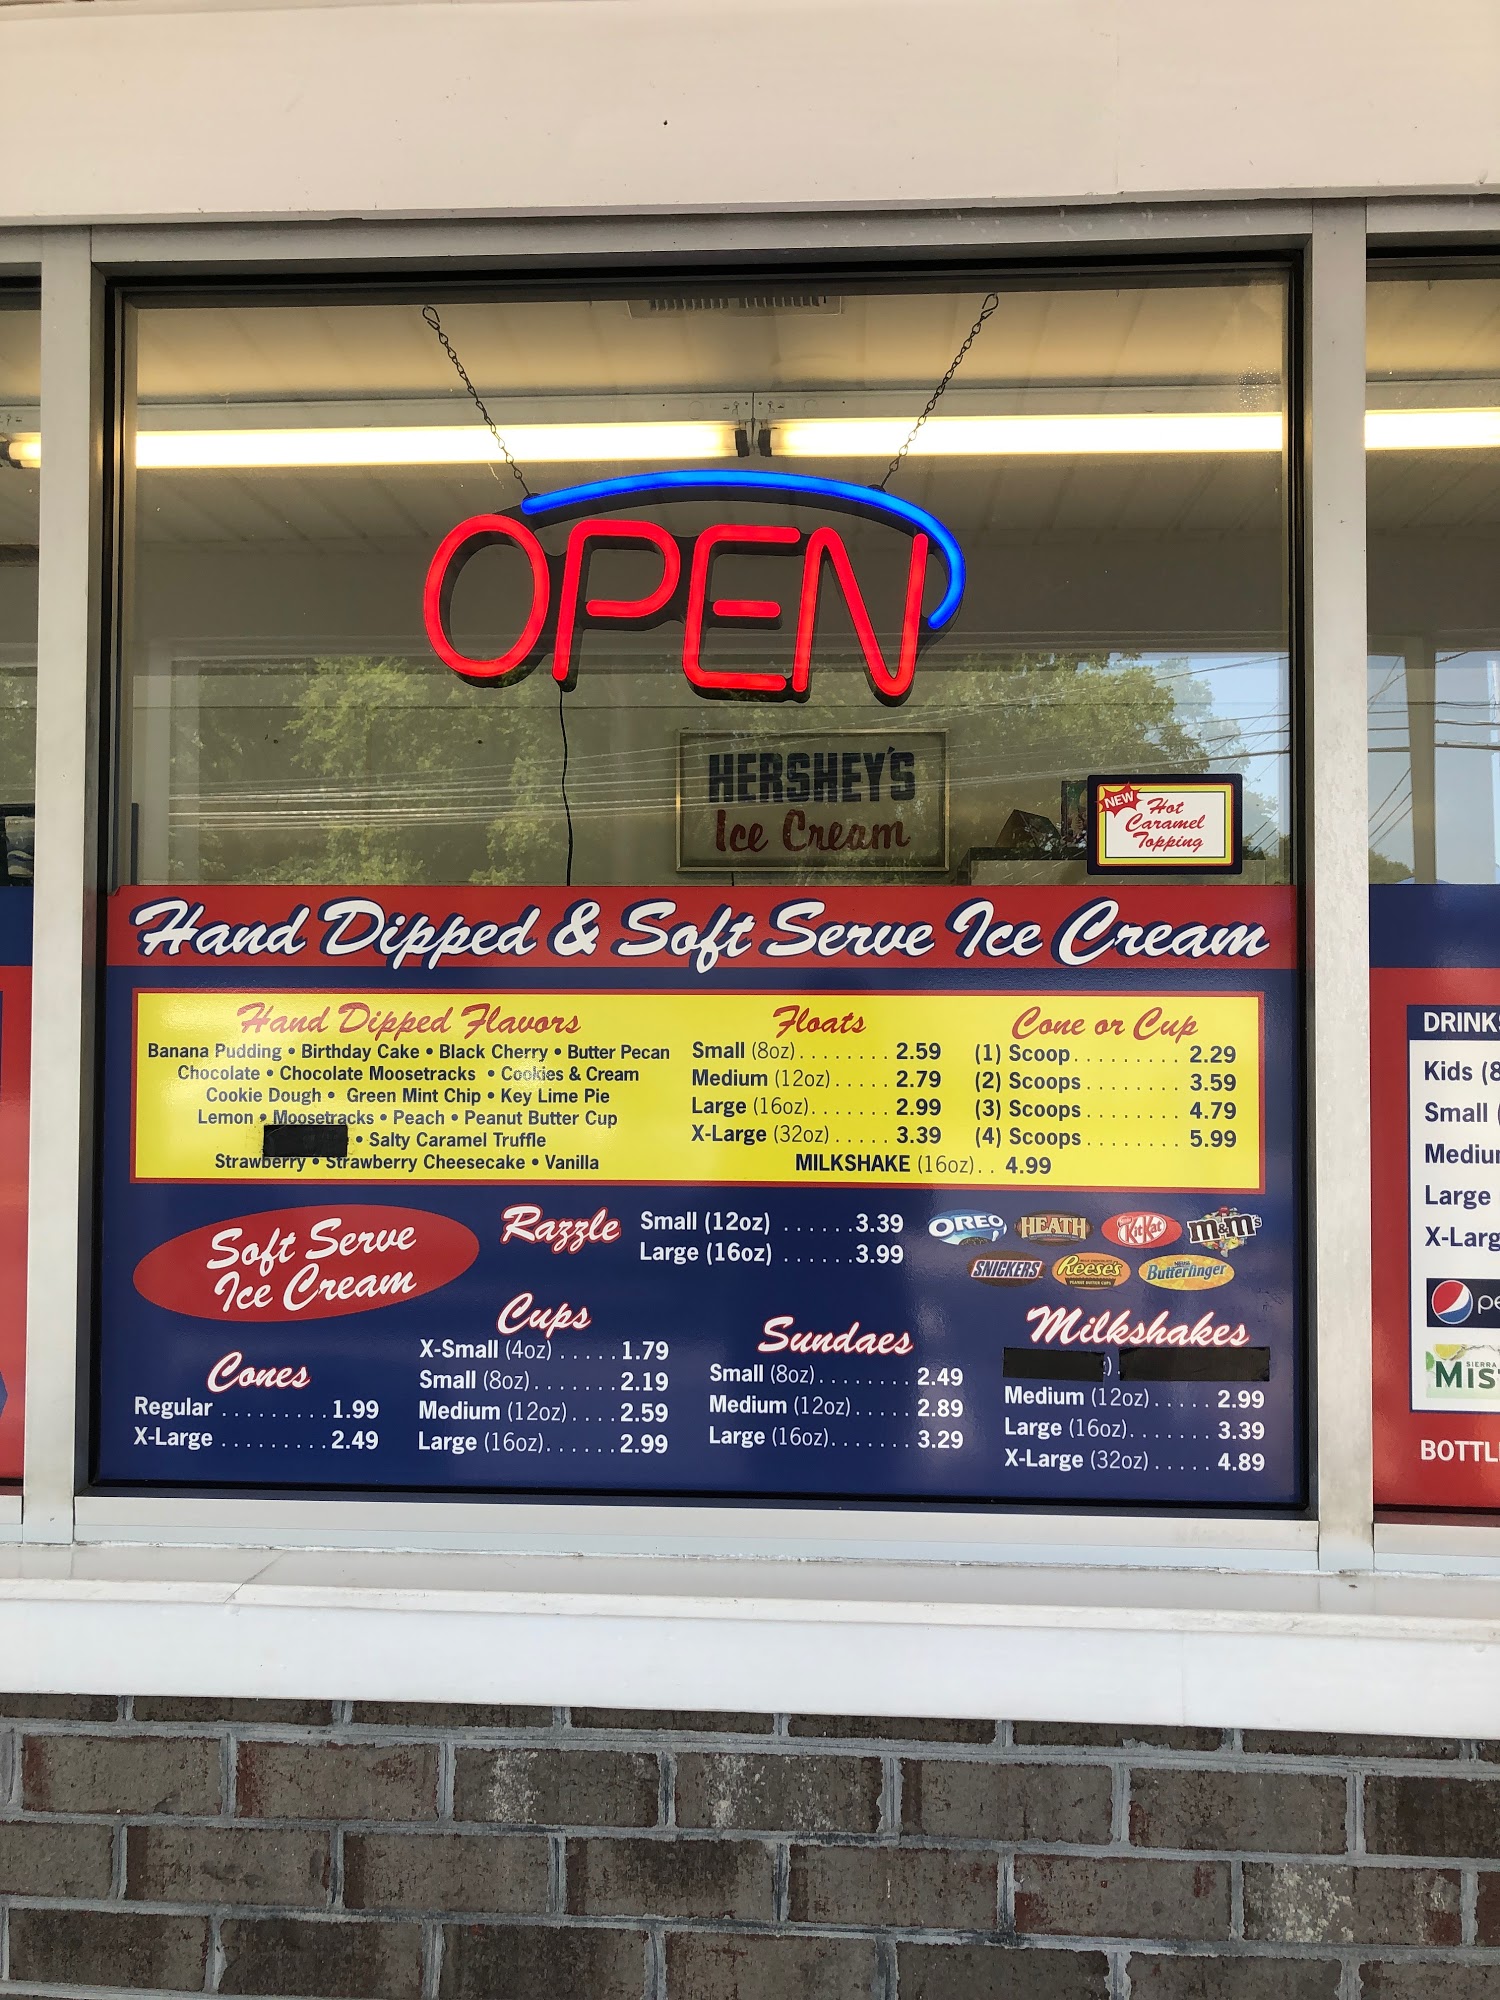 OPEN
HERSHEY'S
Ice Cream
NEW
Hot
Caramel
Topping
Hand Dipped & Soft Serve Ice Cream
Hand Dipped Flavors
Banana Pudding • Birthday Cake • Black Cherry • Butter Pecan
Chocolate • Chocolate Moosetracks • Cookies & Cream
Cookie Dough • Green Mint Chip • Key Lime Pie
Lemon • Moosetracks • Peach • Peanut Butter Cup
• Salty Caramel Truffle
Strawberry • Strawberry Cheesecake • Vanilla
Floats
Small (8oz)........ 2.59
Medium (12oz)..... 2.79
Large (16oz)....... 2.99
X-Large (32oz)..... 3.39
Cone or Cup
(1) Scoop.......... 2.29
(2) Scoops......... 3.59
(3) Scoops......... 4.79
(4) Scoops......... 5.99
MILKSHAKE (16oz).. 4.99
Soft Serve
Ice Cream
Razzle
Small (12oz) ......3.39
Large (16oz) ......3.99
OREO HEATH KitKat m&m's
SNICKERS Reese's Butterfinger
Cones
Regular ..........1.99
X-Large ..........2.49
Cups
X-Small (4oz).....1.79
Small (8oz).......2.19
Medium (12oz)....2.59
Large (16oz)......2.99
Sundaes
Small (8oz)........ 2.49
Medium (12oz)..... 2.89
Large (16oz)....... 3.29
Milkshakes
)
Medium (12oz)..... 2.99
Large (16oz)....... 3.39
X-Large (32oz)..... 4.89
DRINKS
Kids (8
Small (
Medium
Large
X-Larg
pe
SIERRA
MIS
BOTTL